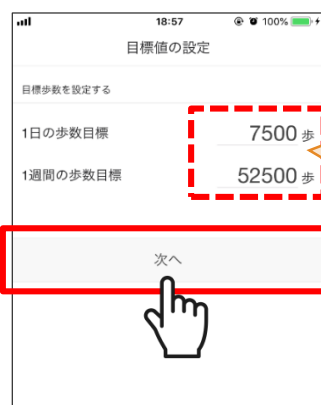 18:57 100%
目標値の設定
目標歩数を設定する
1日の歩数目標 7500 歩
1週間の歩数目標 52500 歩
次へ